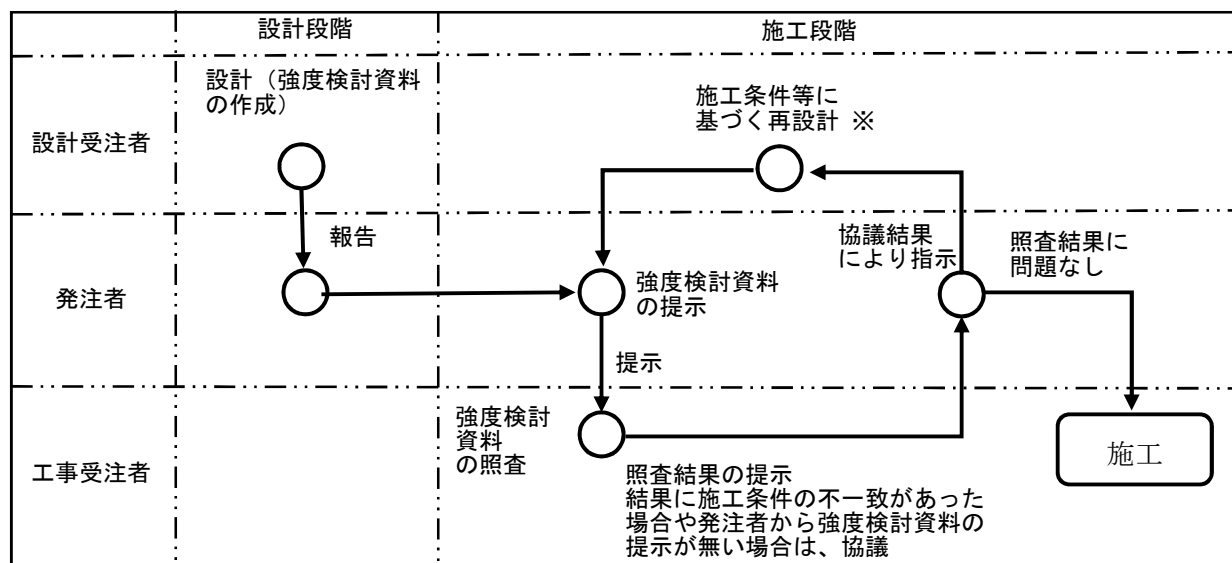 設計段階
施工段階
設計受注者
設計（強度検討資料
の作成）
施工条件等に
基づく再設計 ※
発注者
報告
強度検討資料
の提示
協議結果
により指示
照査結果に
問題なし
提示
工事受注者
強度検討
資料
の照査
照査結果の提示
結果に施工条件の不一致があった
場合や発注者から強度検討資料の
提示が無い場合は、協議
施工